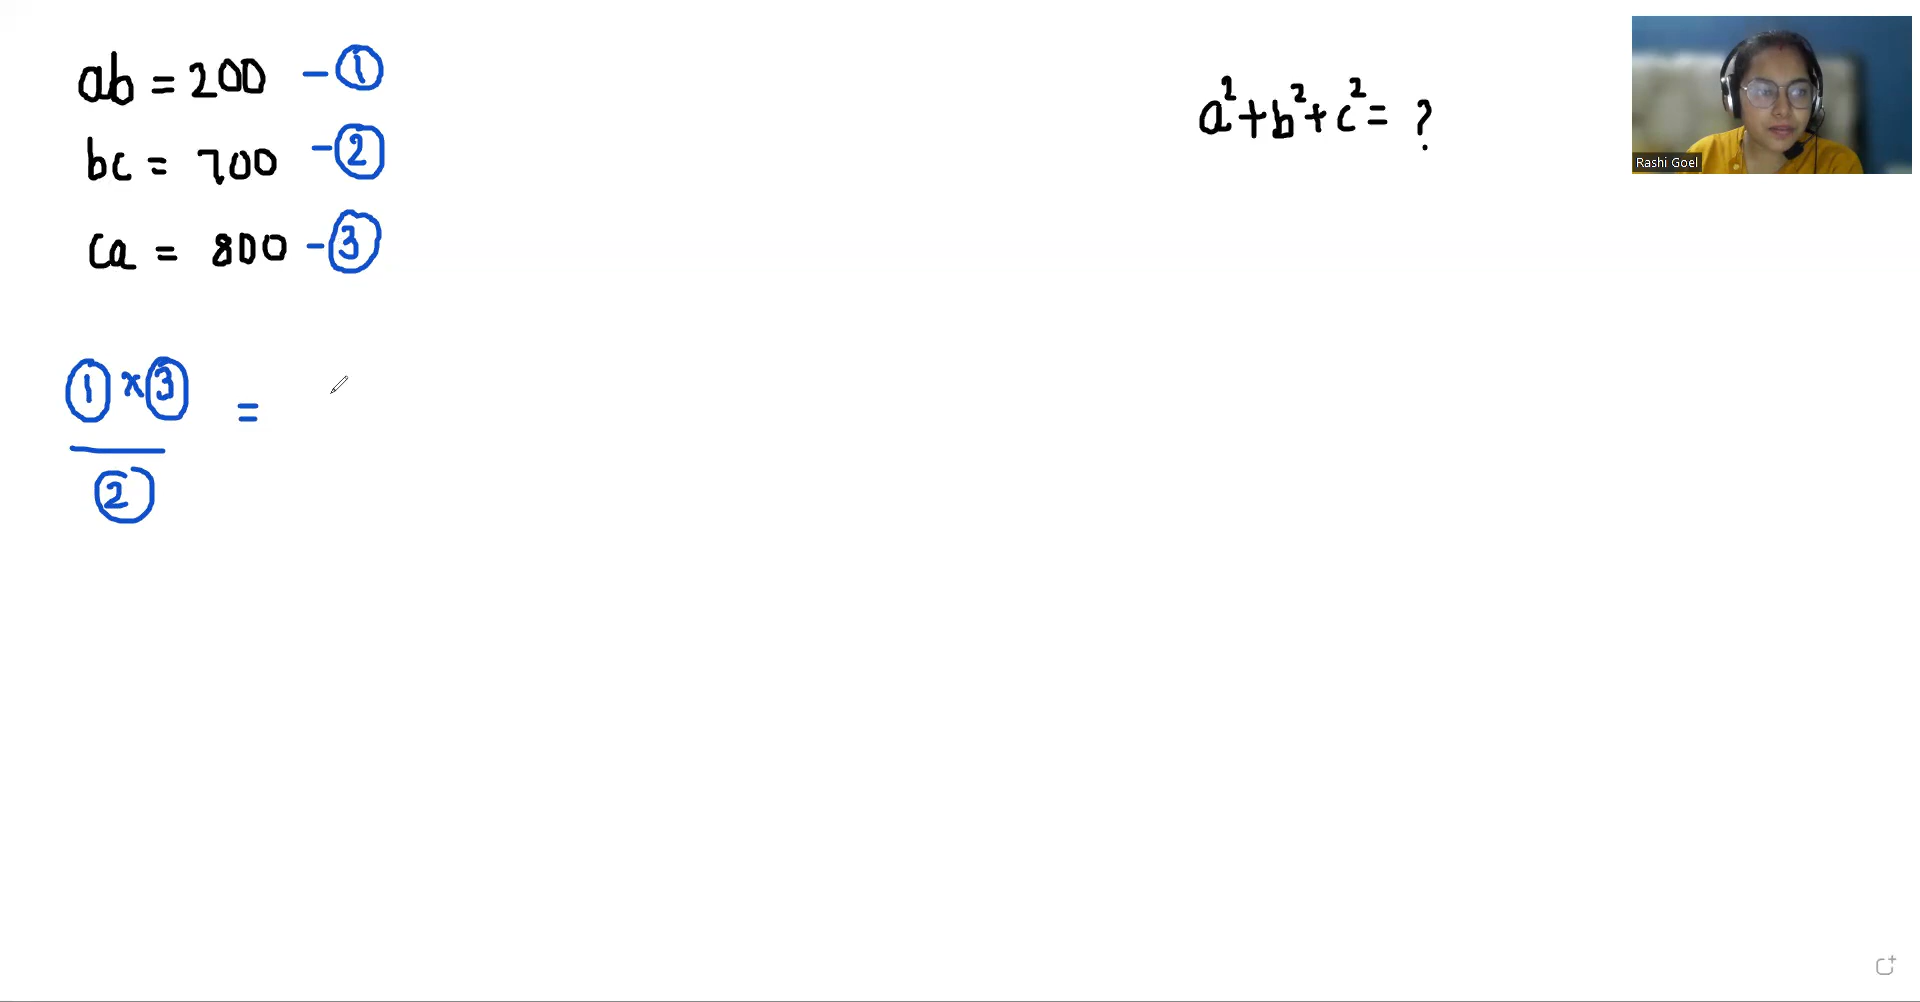 ab = 200 - ①
bc = 700 - ②
ca = 800 - ③
a² + b² + c² = ?
Rashi Goel
① × ③ =
②